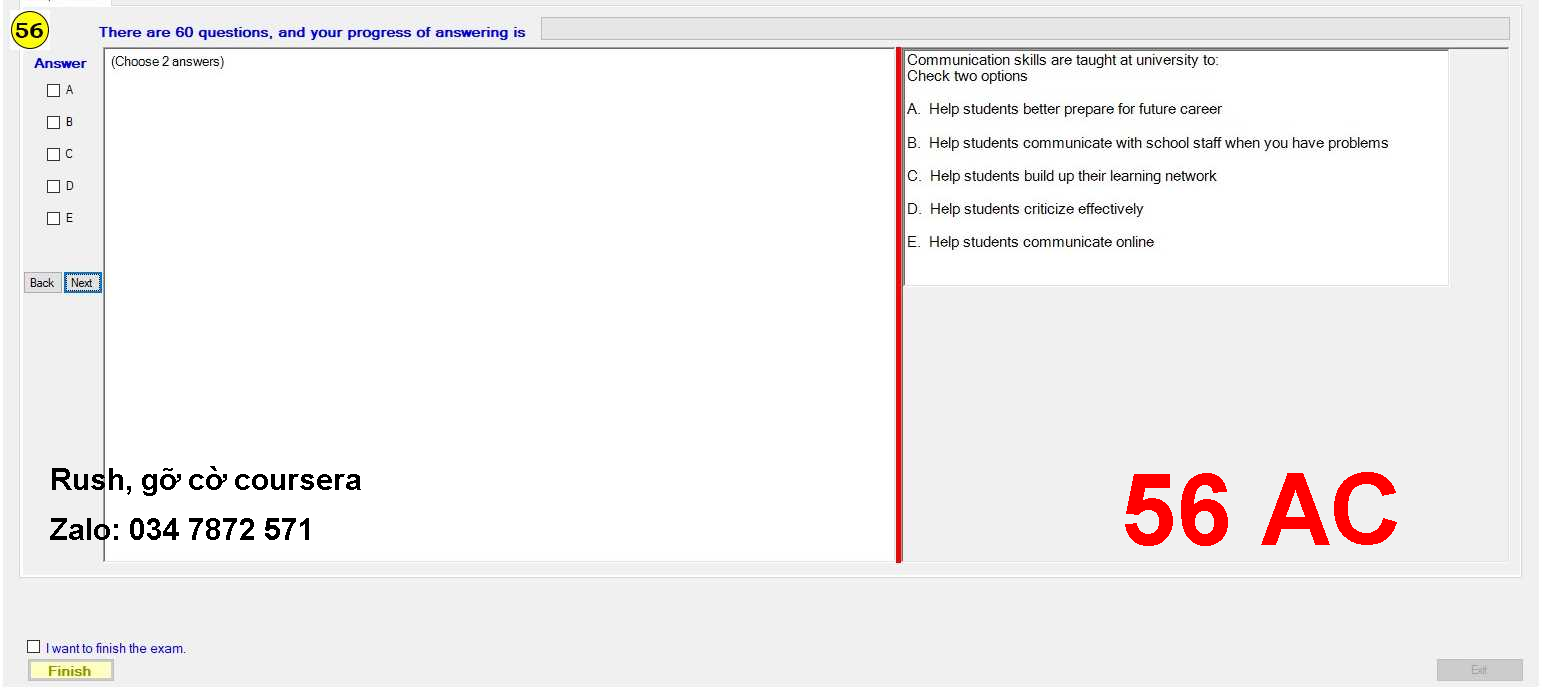 56
There are 60 questions, and your progress of answering is
Answer
A
B
C
D
E
Back Next
(Choose 2 answers)
Communication skills are taught at university to:
Check two options
A. Help students better prepare for future career
B. Help students communicate with school staff when you have problems
C. Help students build up their learning network
D. Help students criticize effectively
E. Help students communicate online
Rush, gỡ cờ coursera
Zalo: 034 7872 571
56 AC
I want to finish the exam.
Finish
Exit